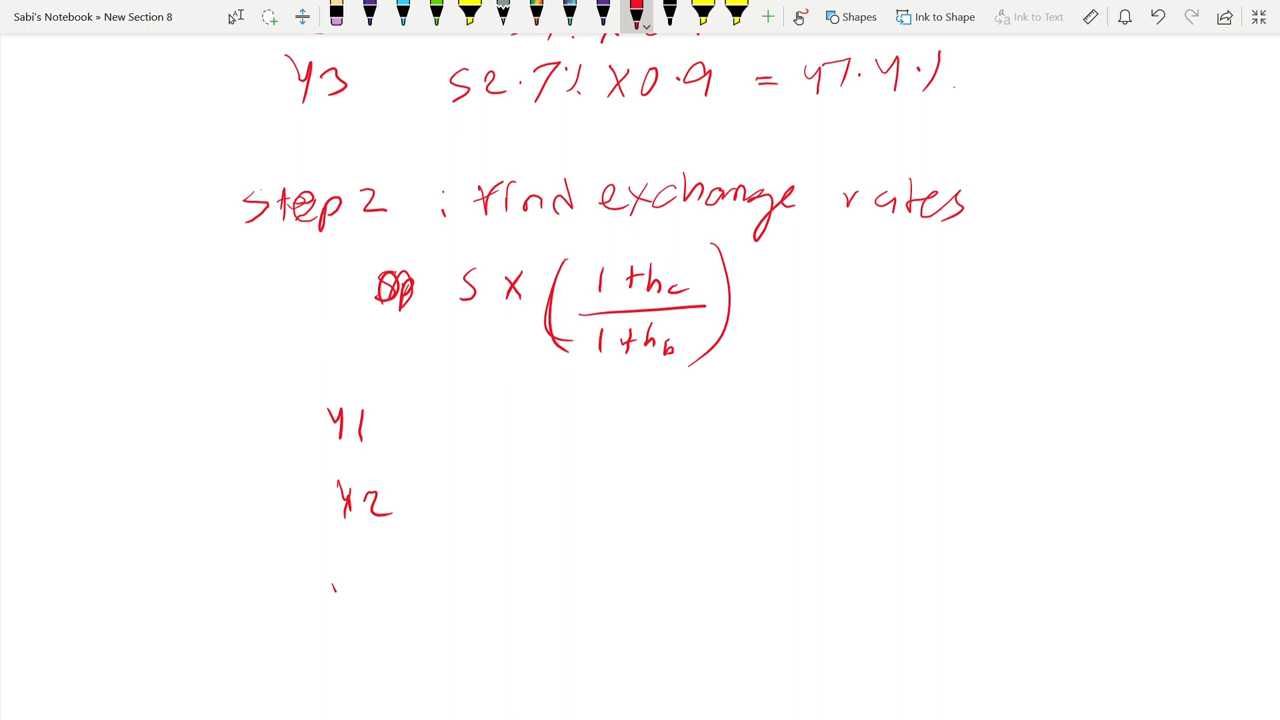 Sabi's Notebook » New Section 8
Shapes
Ink to Shape
Ink to Text
Y3 52.7% X 0.9 = 47.4%
step 2 : find exchange rates
S X (1 + hc / 1 + hb)
Y1
Y2